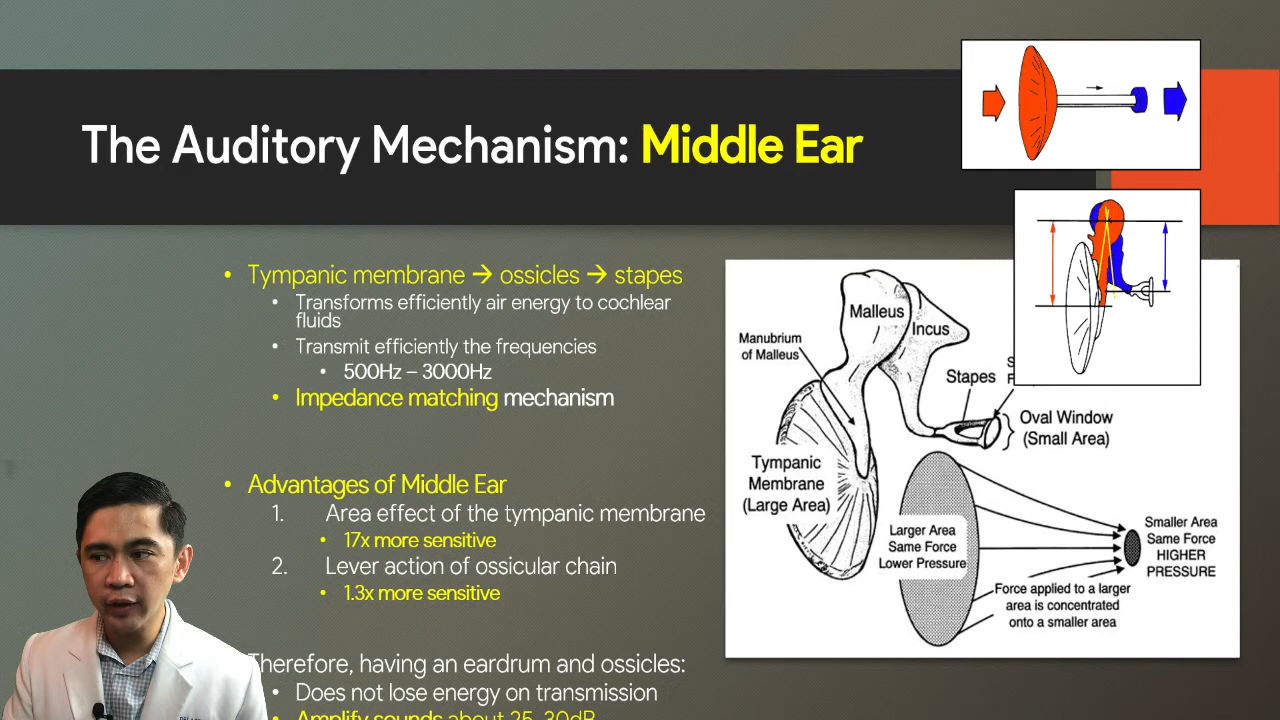 The Auditory Mechanism: Middle Ear
• Tympanic membrane → ossicles → stapes
• Transforms efficiently air energy to cochlear
fluids
• Transmit efficiently the frequencies
• 500Hz – 3000Hz
• Impedance matching mechanism
• Advantages of Middle Ear
1. Area effect of the tympanic membrane
• 17x more sensitive
2. Lever action of ossicular chain
• 1.3x more sensitive
Therefore, having an eardrum and ossicles:
• Does not lose energy on transmission
• Amplify sounds about 25-30dB
Malleus
Incus
Manubrium
of Malleus
Stapes
Oval Window
(Small Area)
Tympanic
Membrane
(Large Area)
Larger Area
Same Force
Lower Pressure
Smaller Area
Same Force
HIGHER
PRESSURE
Force applied to a larger
area is concentrated
onto a smaller area